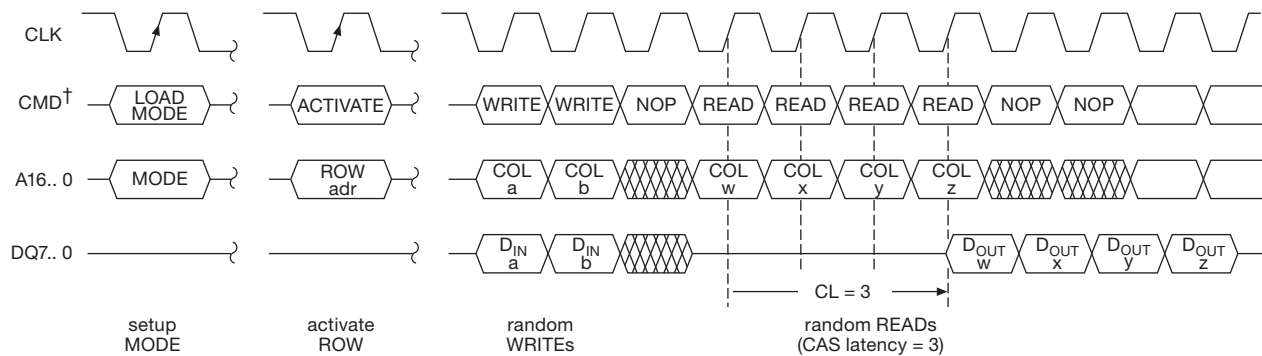 CLK
CMD†
LOAD
MODE
ACTIVATE
WRITE
WRITE
NOP
READ
READ
READ
READ
NOP
NOP
A16.. 0
MODE
ROW
adr
COL
a
COL
b
COL
w
COL
x
COL
y
COL
z
DQ7.. 0
DIN
a
DIN
b
DOUT
w
DOUT
x
DOUT
y
DOUT
z
CL = 3
setup
MODE
activate
ROW
random
WRITEs
random READs
(CAS latency = 3)